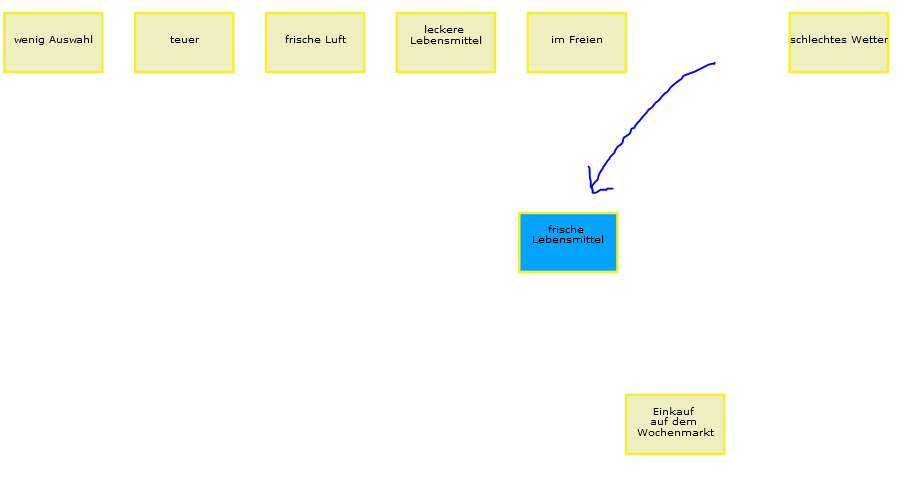 wenig Auswahl
teuer
frische Luft
leckere
Lebensmittel
im Freien
schlechtes Wetter
frische
Lebensmittel
Einkauf
auf dem
Wochenmarkt